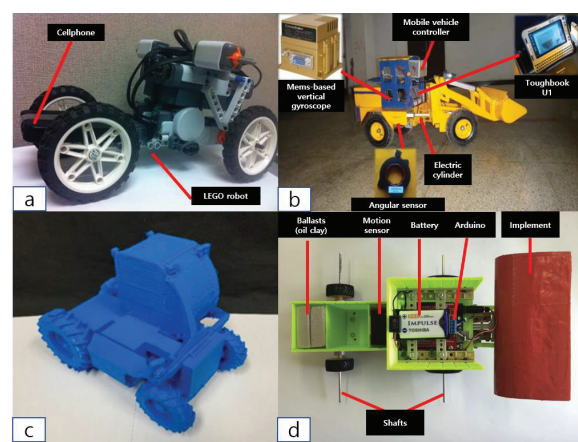 Cellphone
LEGO robot
a
Mobile vehicle
controller
Mems-based
vertical
gyroscope
Toughbook
U1
Electric
cylinder
Angular sensor
b
c
Ballasts
(oil clay)
Motion
sensor
Battery
Arduino
Implement
IMPULSE
TOSHIBA
Shafts
d